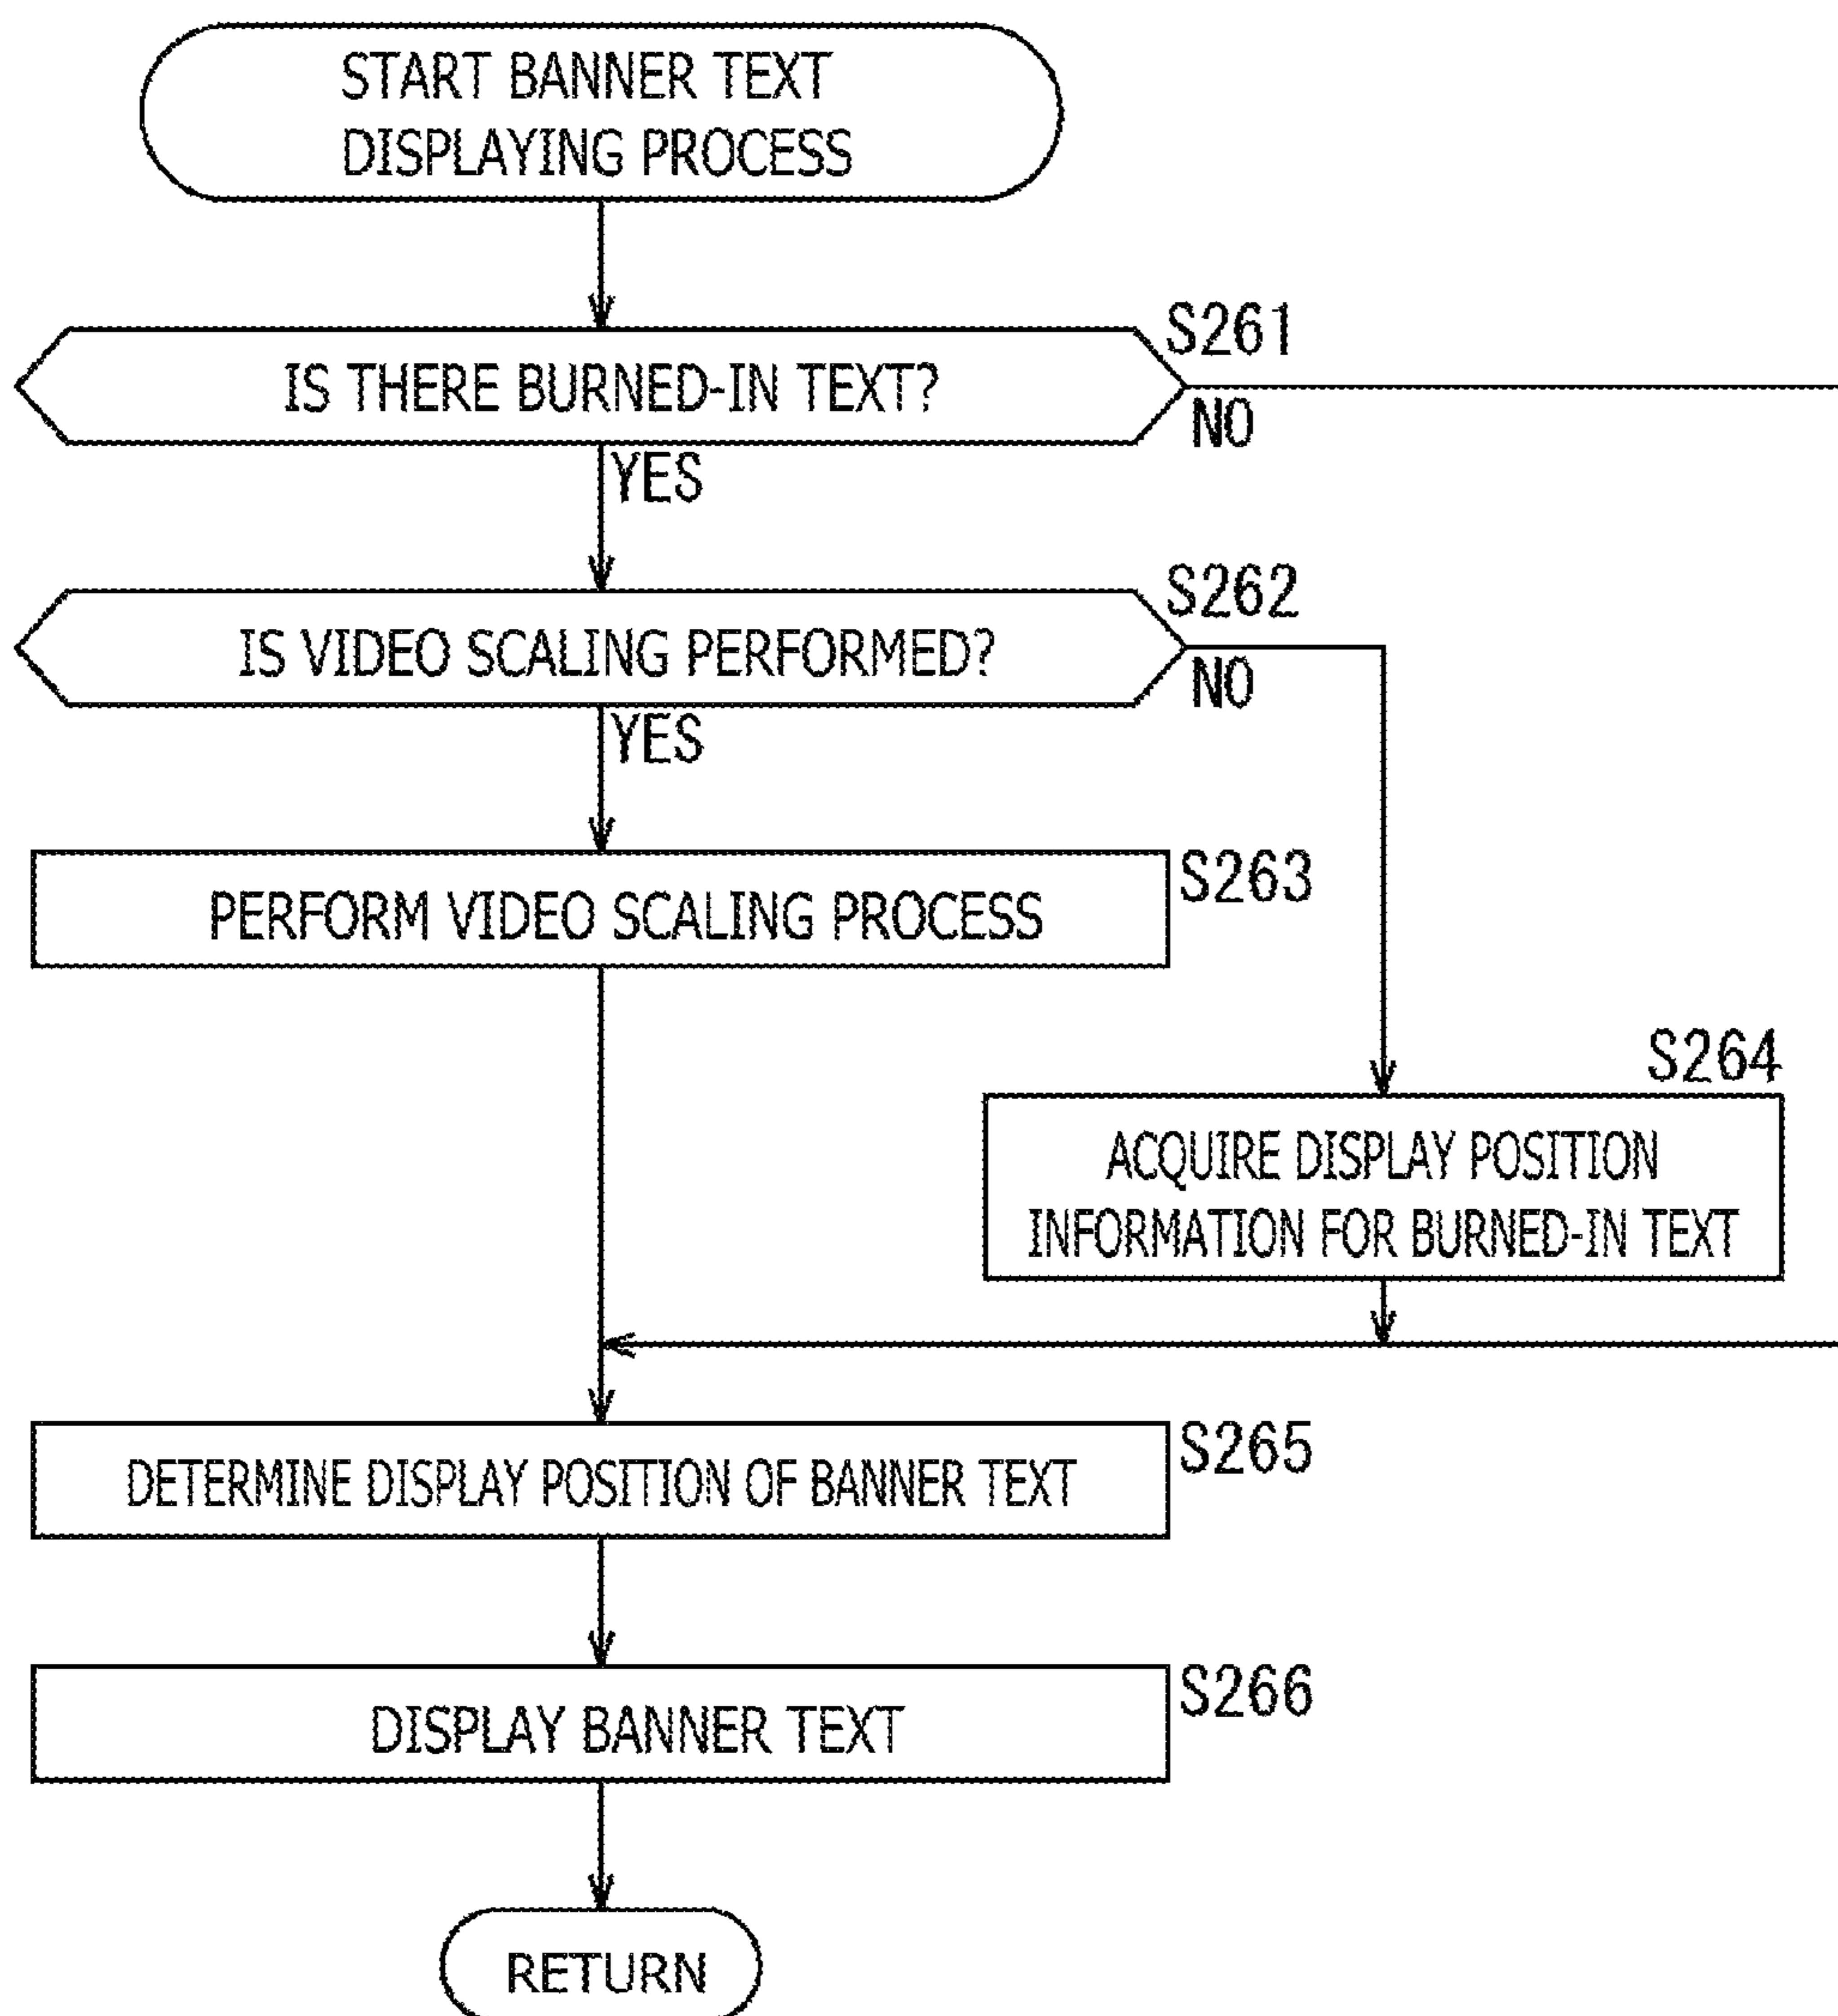 START BANNER TEXT
DISPLAYING PROCESS
S261
IS THERE BURNED-IN TEXT?
NO
YES
S262
IS VIDEO SCALING PERFORMED?
NO
YES
S263
PERFORM VIDEO SCALING PROCESS
S264
ACQUIRE DISPLAY POSITION
INFORMATION FOR BURNED-IN TEXT
S265
DETERMINE DISPLAY POSITION OF BANNER TEXT
S266
DISPLAY BANNER TEXT
RETURN